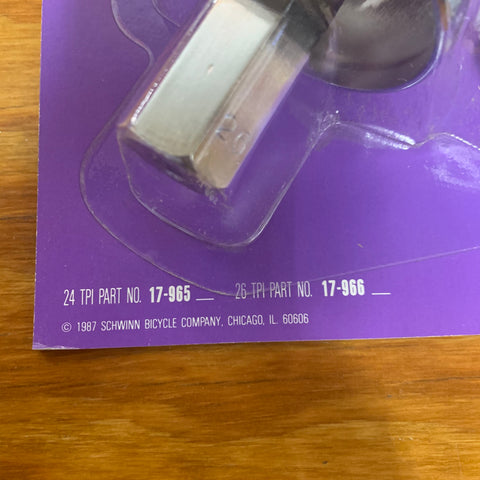 24 TPI PART NO. 17-965 __ 26 TPI PART NO. 17-966 __
© 1987 SCHWINN BICYCLE COMPANY, CHICAGO, IL. 60606